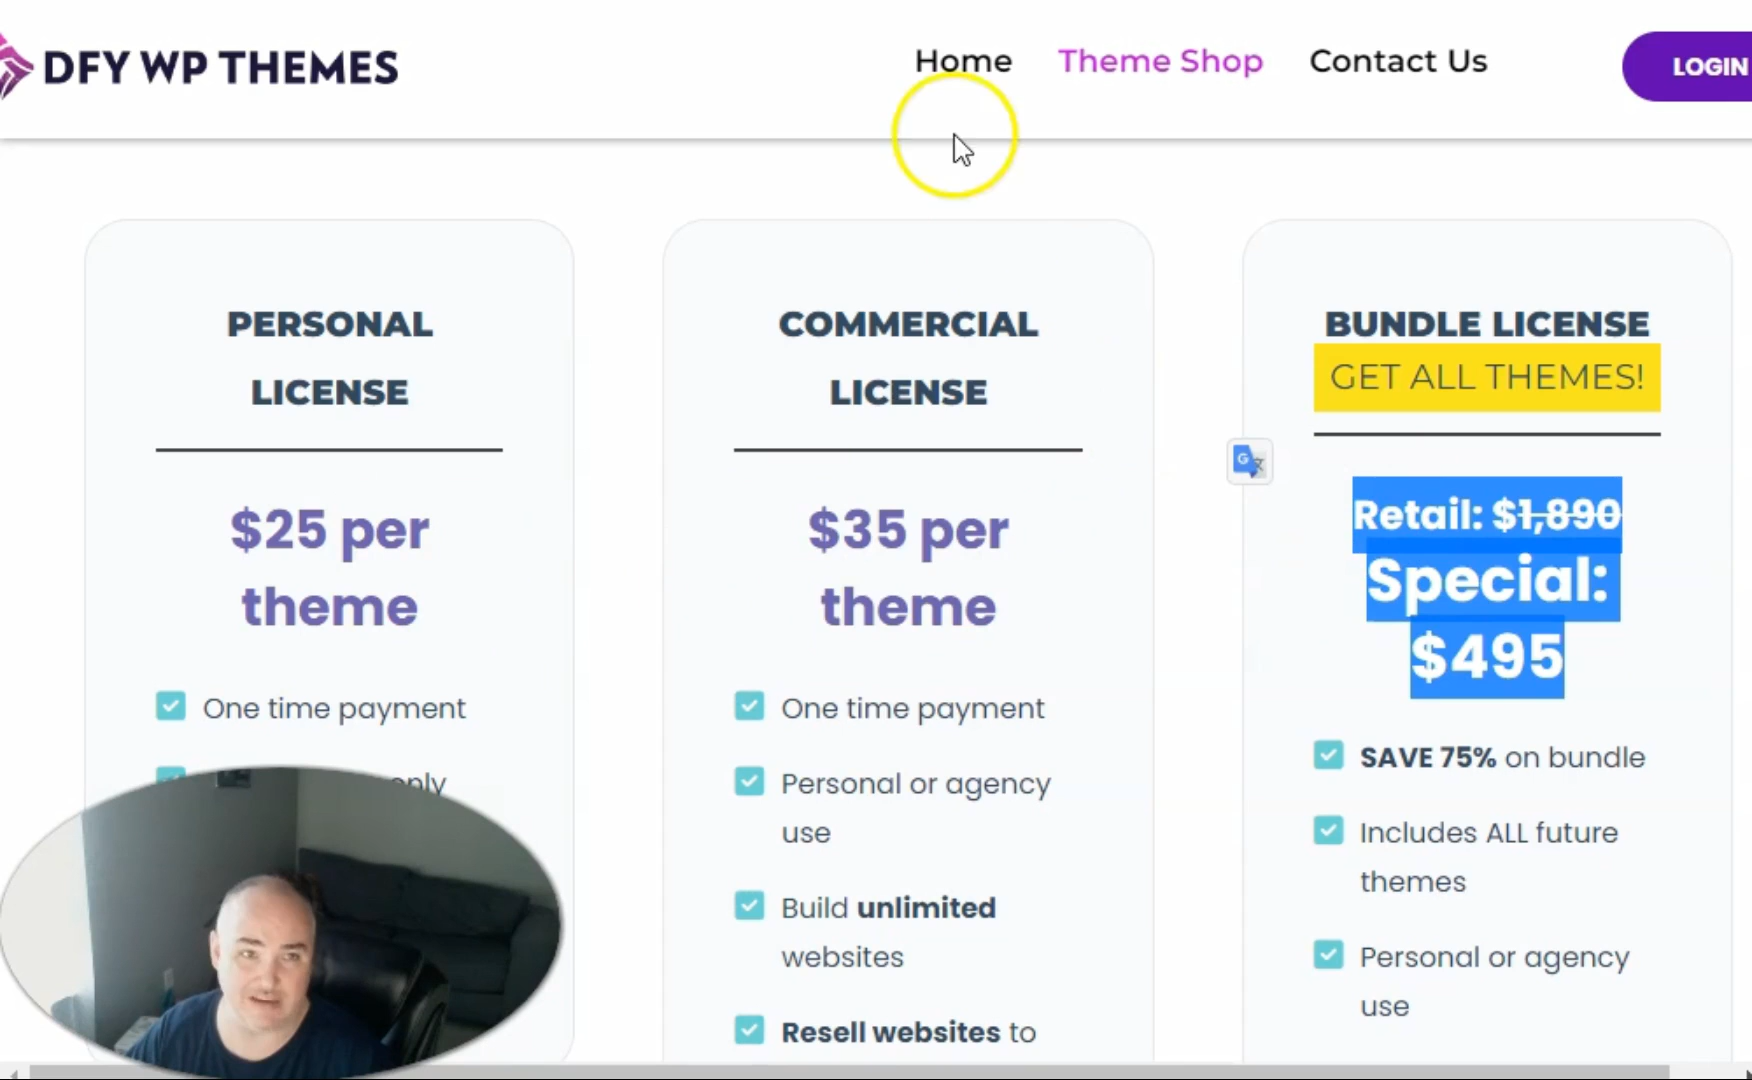 DFY WP THEMES
Home
Theme Shop
Contact Us
LOGIN
PERSONAL
LICENSE
$25 per
theme
One time payment
only
COMMERCIAL
LICENSE
$35 per
theme
One time payment
Personal or agency
use
Build unlimited
websites
Resell websites to
BUNDLE LICENSE
GET ALL THEMES!
Retail: $1,890
Special:
$495
SAVE 75% on bundle
Includes ALL future
themes
Personal or agency
use